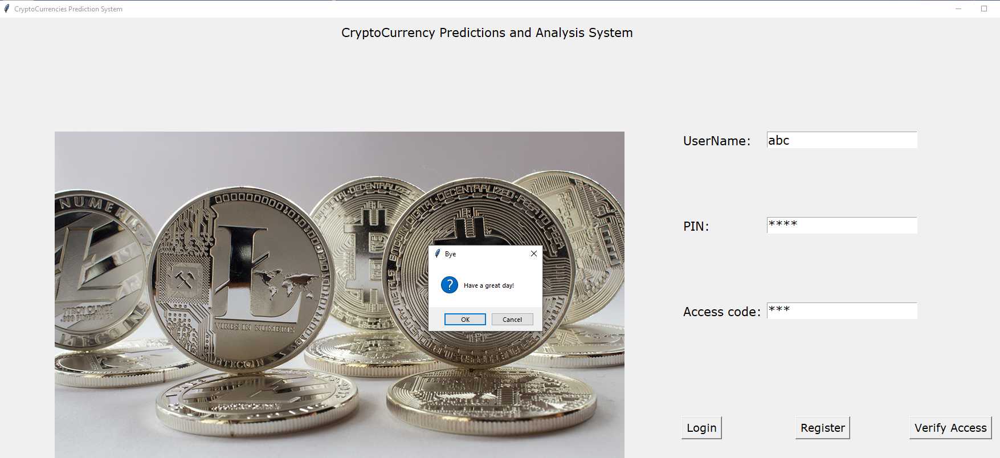 CryptoCurrencies Prediction System
CryptoCurrency Predictions and Analysis System
UserName:
abc
PIN:
****
Access code:
***
Bye
Have a great day!
OK
Cancel
Login
Register
Verify Access
NUMERIS
VIRES IN NUMERIS
LITECOIN
DIGITAL·DECENTRALIZED
DIGITAL·DECENTRALIZED·PEER TO PEER